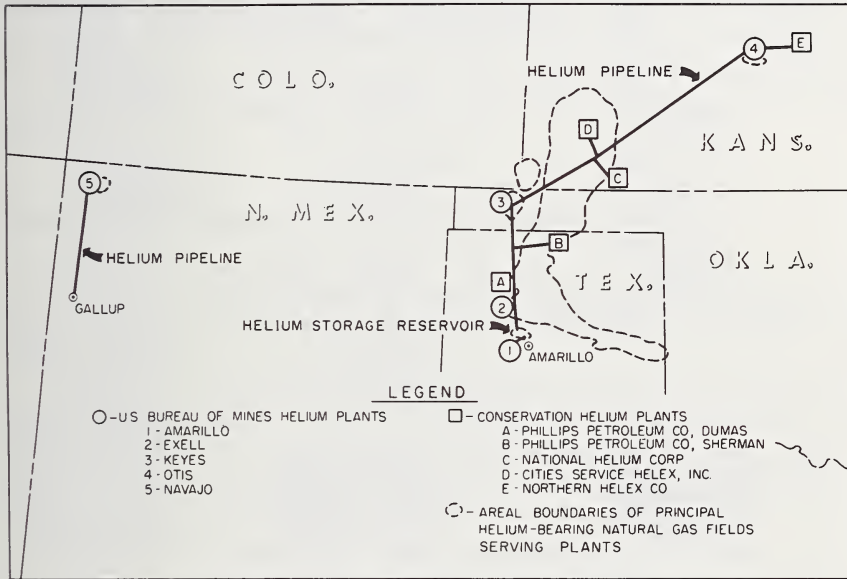 COLO.
HELIUM PIPELINE
4
E
D
KANS.
C
5
N. MEX.
3
HELIUM PIPELINE
B
OKLA.
A
TEX.
GALLUP
2
HELIUM STORAGE RESERVOIR
1
AMARILLO
LEGEND
-US BUREAU OF MINES HELIUM PLANTS
1-AMARILLO
2-EXELL
3-KEYES
4-OTIS
5-NAVAJO
-CONSERVATION HELIUM PLANTS
A-PHILLIPS PETROLEUM CO, DUMAS
B-PHILLIPS PETROLEUM CO, SHERMAN
C-NATIONAL HELIUM CORP
D-CITIES SERVICE HELEX, INC.
E-NORTHERN HELEX CO
-AREAL BOUNDARIES OF PRINCIPAL
HELIUM-BEARING NATURAL GAS FIELDS
SERVING PLANTS